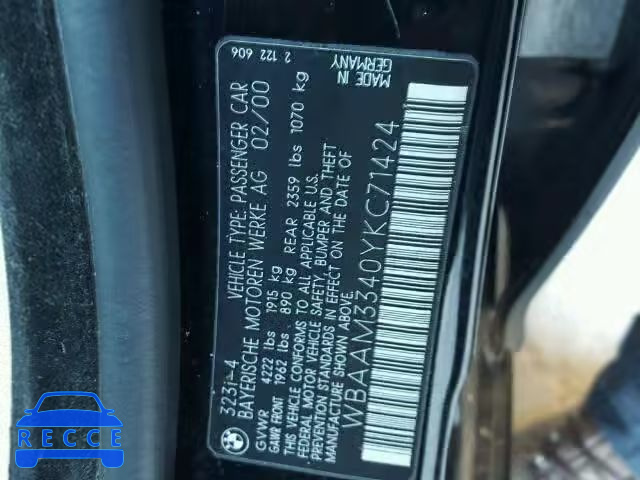 323i-4 VEHICLE TYPE: PASSENGER CAR
BAYERISCHE MOTOREN WERKE AG 02/00
GVWR 4222 lbs 1915 kg
GAWR FRONT 1962 lbs 890 kg REAR 2359 lbs 1070 kg
THIS VEHICLE CONFORMS TO ALL APPLICABLE U.S.
FEDERAL MOTOR VEHICLE SAFETY, BUMPER AND THEFT
PREVENTION STANDARDS IN EFFECT ON THE DATE OF
MANUFACTURE SHOWN ABOVE.
WBAAM3340YKC71424
2 122 606
MADE IN
GERMANY
RECCE